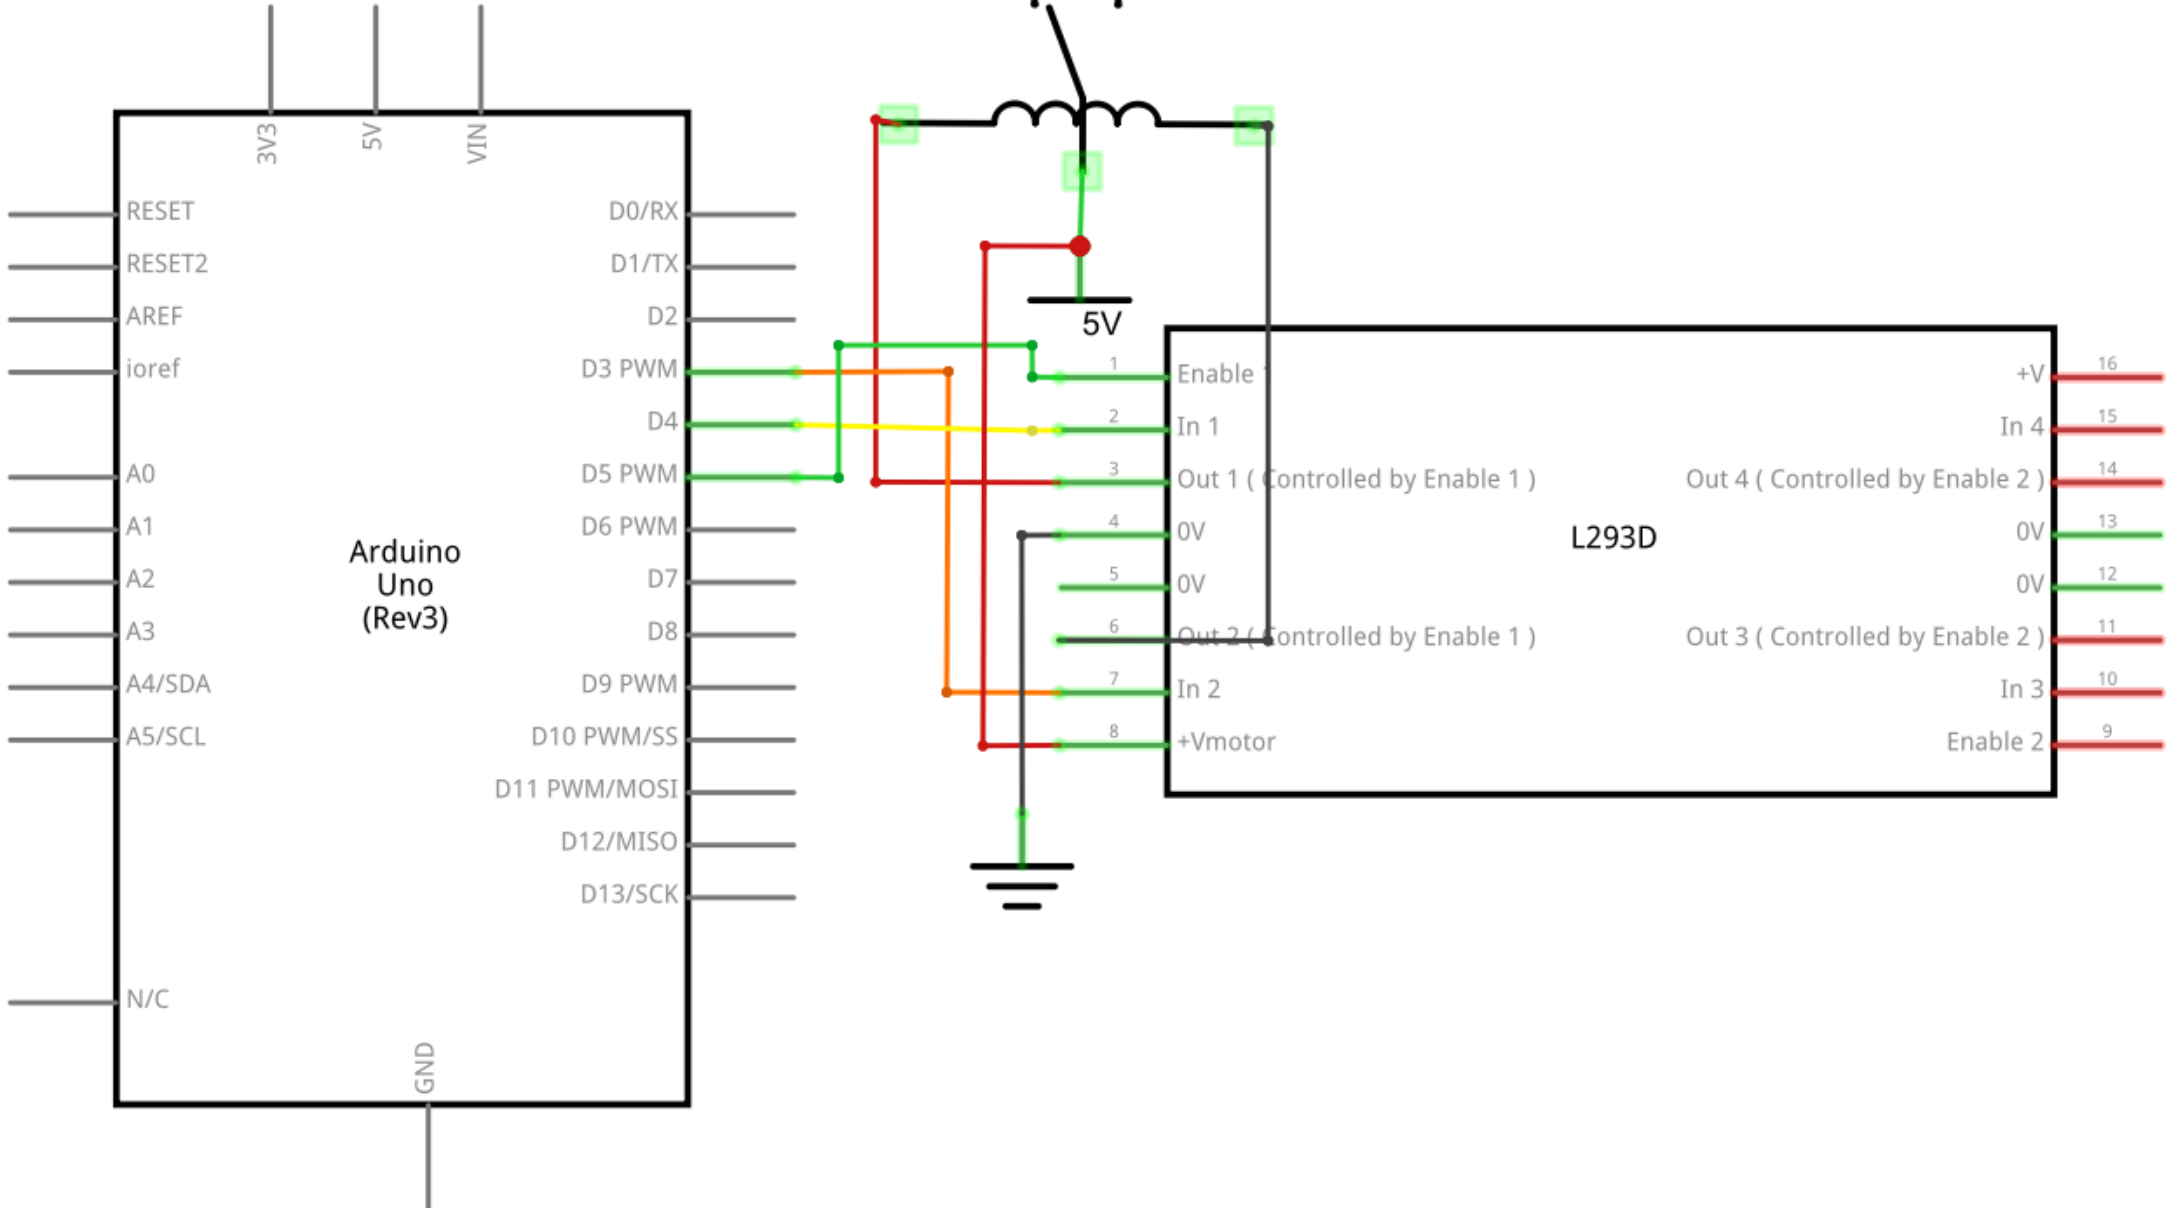 3V3
5V
VIN
RESET
RESET2
AREF
ioref
A0
A1
A2
A3
A4/SDA
A5/SCL
N/C
Arduino
Uno
(Rev3)
D0/RX
D1/TX
D2
D3 PWM
D4
D5 PWM
D6 PWM
D7
D8
D9 PWM
D10 PWM/SS
D11 PWM/MOSI
D12/MISO
D13/SCK
GND
5V
1 Enable 1
2 In 1
3 Out 1 ( Controlled by Enable 1 )
4 0V
5 0V
6 Out 2 ( Controlled by Enable 1 )
7 In 2
8 +Vmotor
L293D
+V 16
In 4 15
Out 4 ( Controlled by Enable 2 ) 14
0V 13
0V 12
Out 3 ( Controlled by Enable 2 ) 11
In 3 10
Enable 2 9